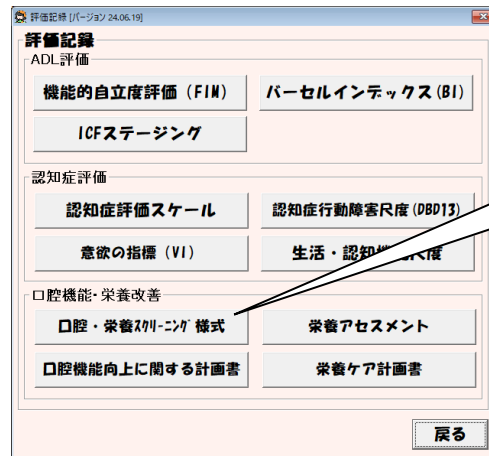 評価記録 [バージョン 24.06.19]
評価記録
ADL評価
機能的自立度評価（FIM） バーセルインデックス(BI)
ICFステージング
認知症評価
認知症評価スケール 認知症行動障害尺度(DBD13)
意欲の指標（VI） 生活・認知機能尺度
口腔機能・栄養改善
口腔・栄養ｽｸﾘｰﾆﾝｸﾞ様式 栄養アセスメント
口腔機能向上に関する計画書 栄養ケア計画書
戻る